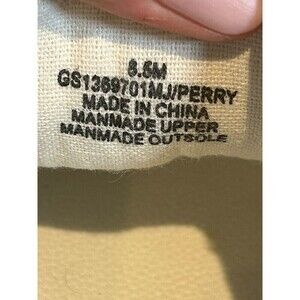 8.5M
GS1369701MJ/PERRY
MADE IN CHINA
MANMADE UPPER
MANMADE OUTSOLE